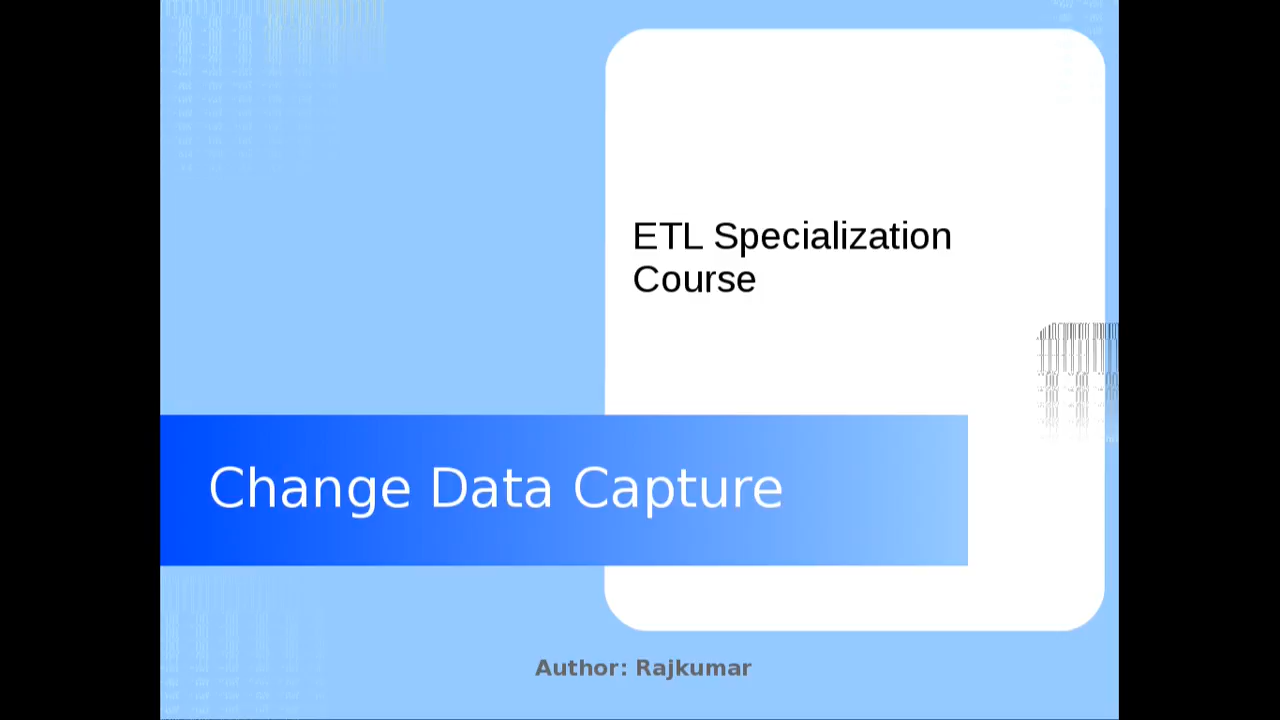 ETL Specialization
Course
Change Data Capture
Author: Rajkumar